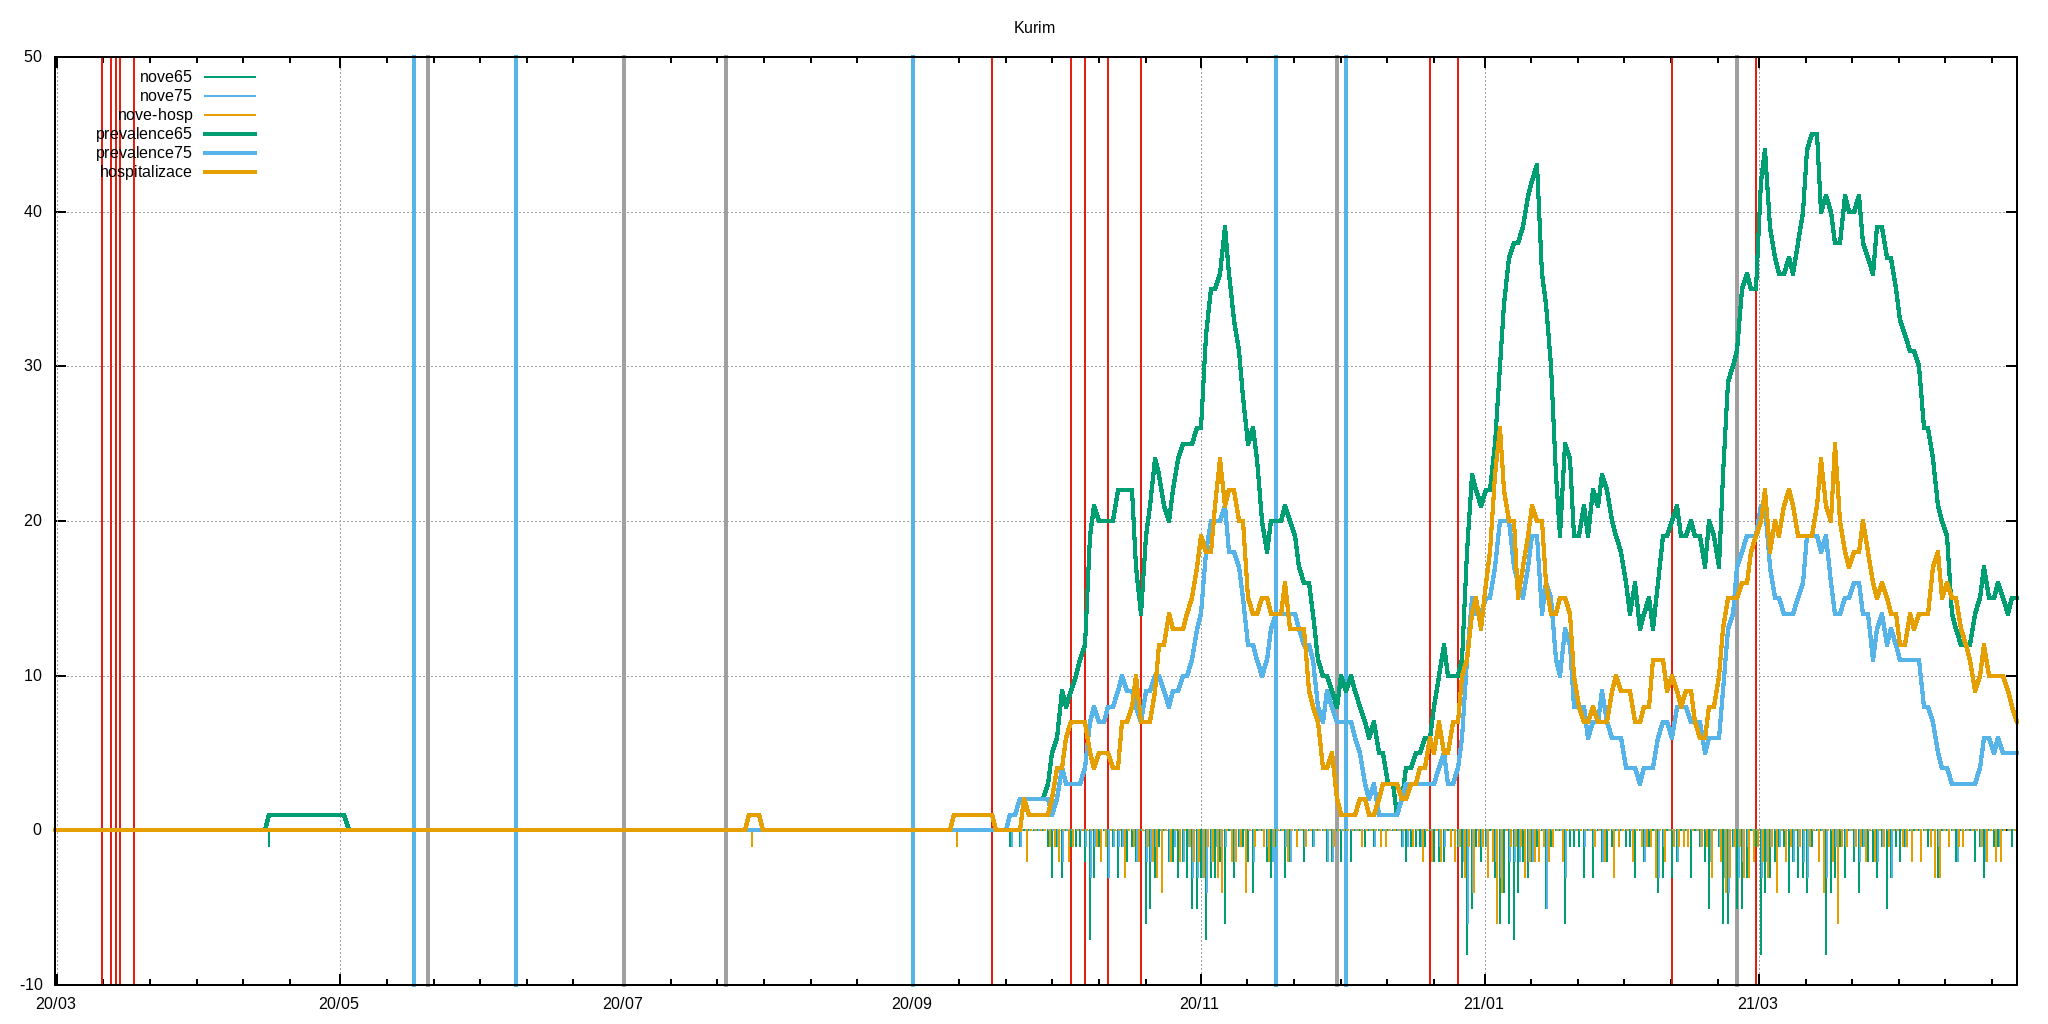 Kurim
50
nove65
nove75
nove-hosp
prevalence65
prevalence75
hospitalizace
40
30
20
10
0
-10
20/03 20/05 20/07 20/09 20/11 21/01 21/03